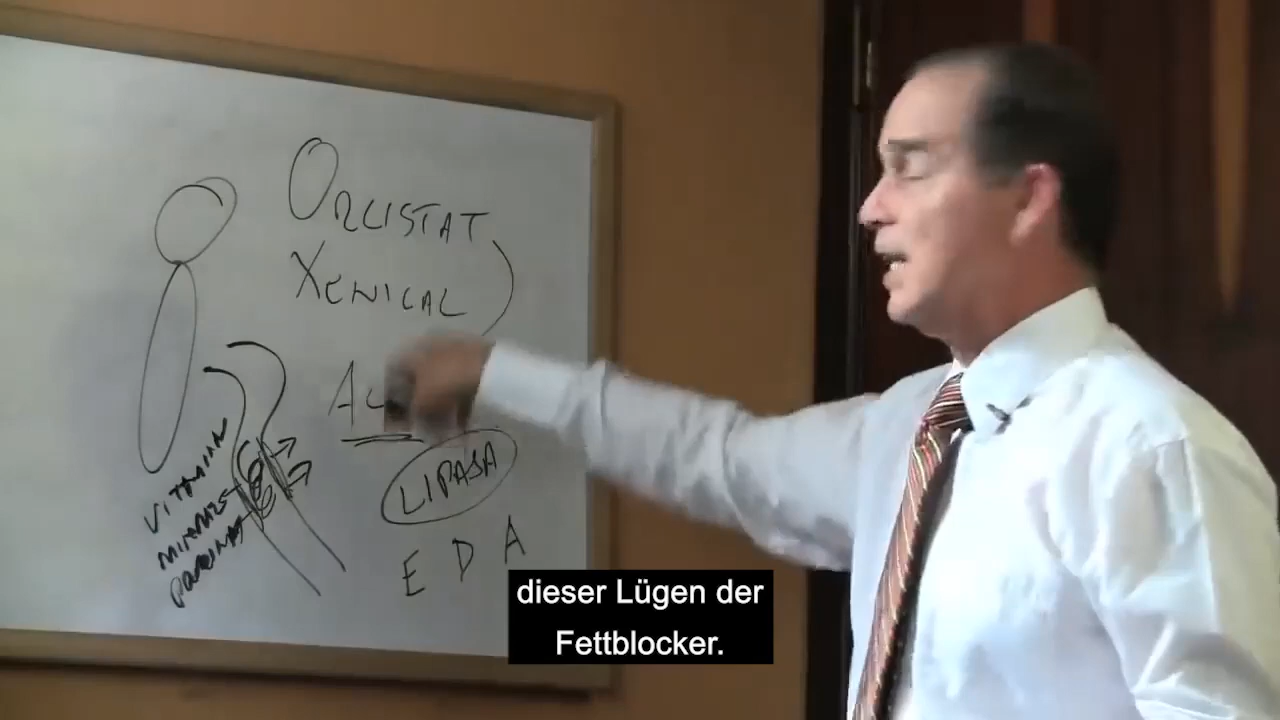 ORLISTAT
XENICAL
LIPASA
E D A
VITAMIN
dieser Lügen der
Fettblocker.